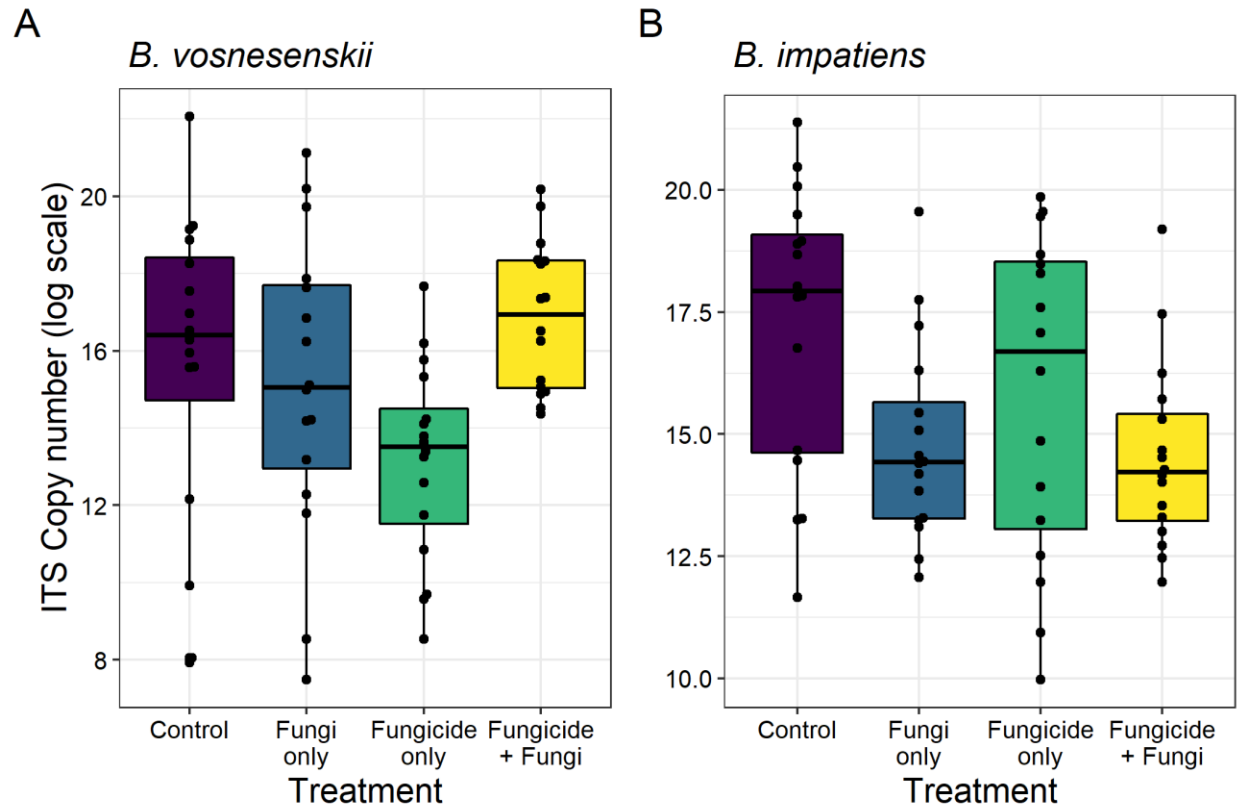 A
B. vosnesenskii
ITS Copy number (log scale)
20
16
12
8
Control
Fungi
only
Fungicide
only
Fungicide
+ Fungi
Treatment
B
B. impatiens
20.0
17.5
15.0
12.5
10.0
Control
Fungi
only
Fungicide
only
Fungicide
+ Fungi
Treatment